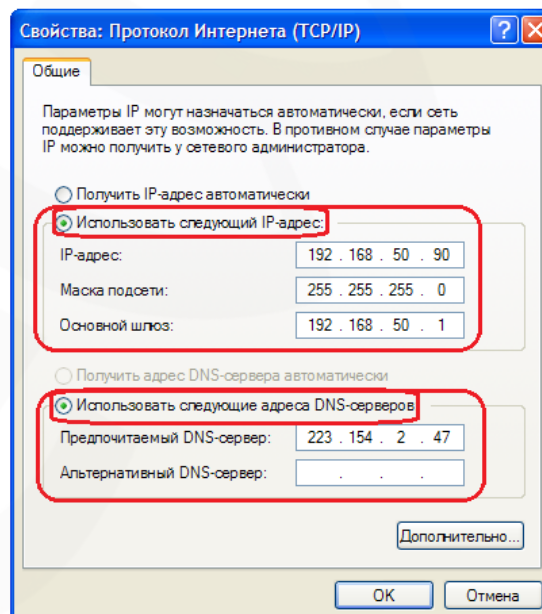 Свойства: Протокол Интернета (TCP/IP)
Общие
Параметры IP могут назначаться автоматически, если сеть
поддерживает эту возможность. В противном случае параметры
IP можно получить у сетевого администратора.
Получить IP-адрес автоматически
Использовать следующий IP-адрес:
IP-адрес: 192 . 168 . 50 . 90
Маска подсети: 255 . 255 . 255 . 0
Основной шлюз: 192 . 168 . 50 . 1
Получить адрес DNS-сервера автоматически
Использовать следующие адреса DNS-серверов
Предпочитаемый DNS-сервер: 223 . 154 . 2 . 47
Альтернативный DNS-сервер: . . .
Дополнительно...
OK Отмена